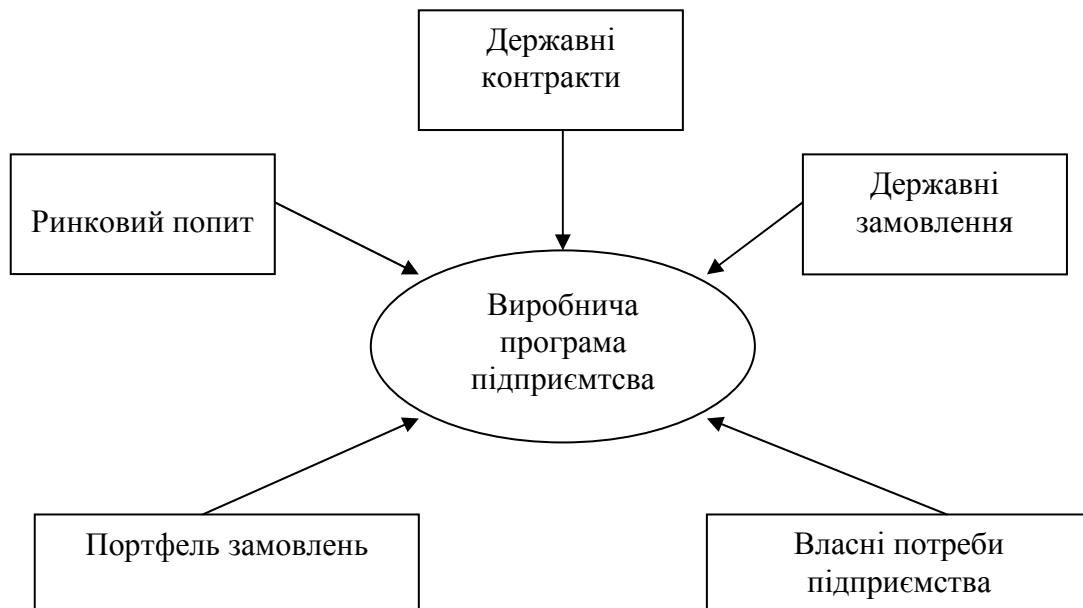 Державні
контракти
Ринковий попит
Державні
замовлення
Виробнича
програма
підприємтсва
Портфель замовлень
Власні потреби
підприємства